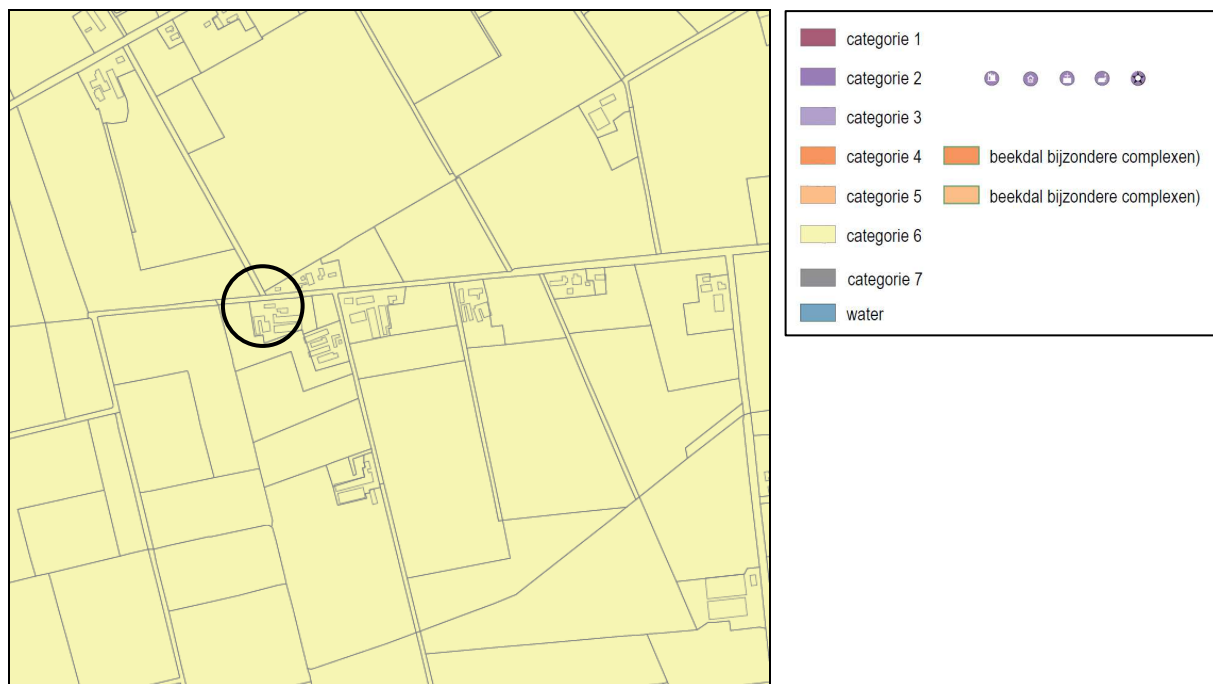 categorie 1
categorie 2
categorie 3
categorie 4 beekdal bijzondere complexen)
categorie 5 beekdal bijzondere complexen)
categorie 6
categorie 7
water